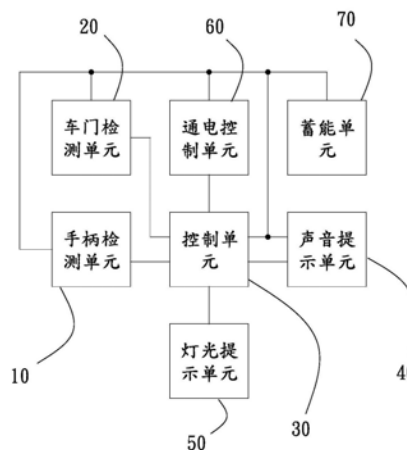 20
60
70
车门检
测单元
通电控
制单元
蓄能单
元
手柄检
测单元
控制单
元
声音提
示单元
灯光提
示单元
10
50
30
40